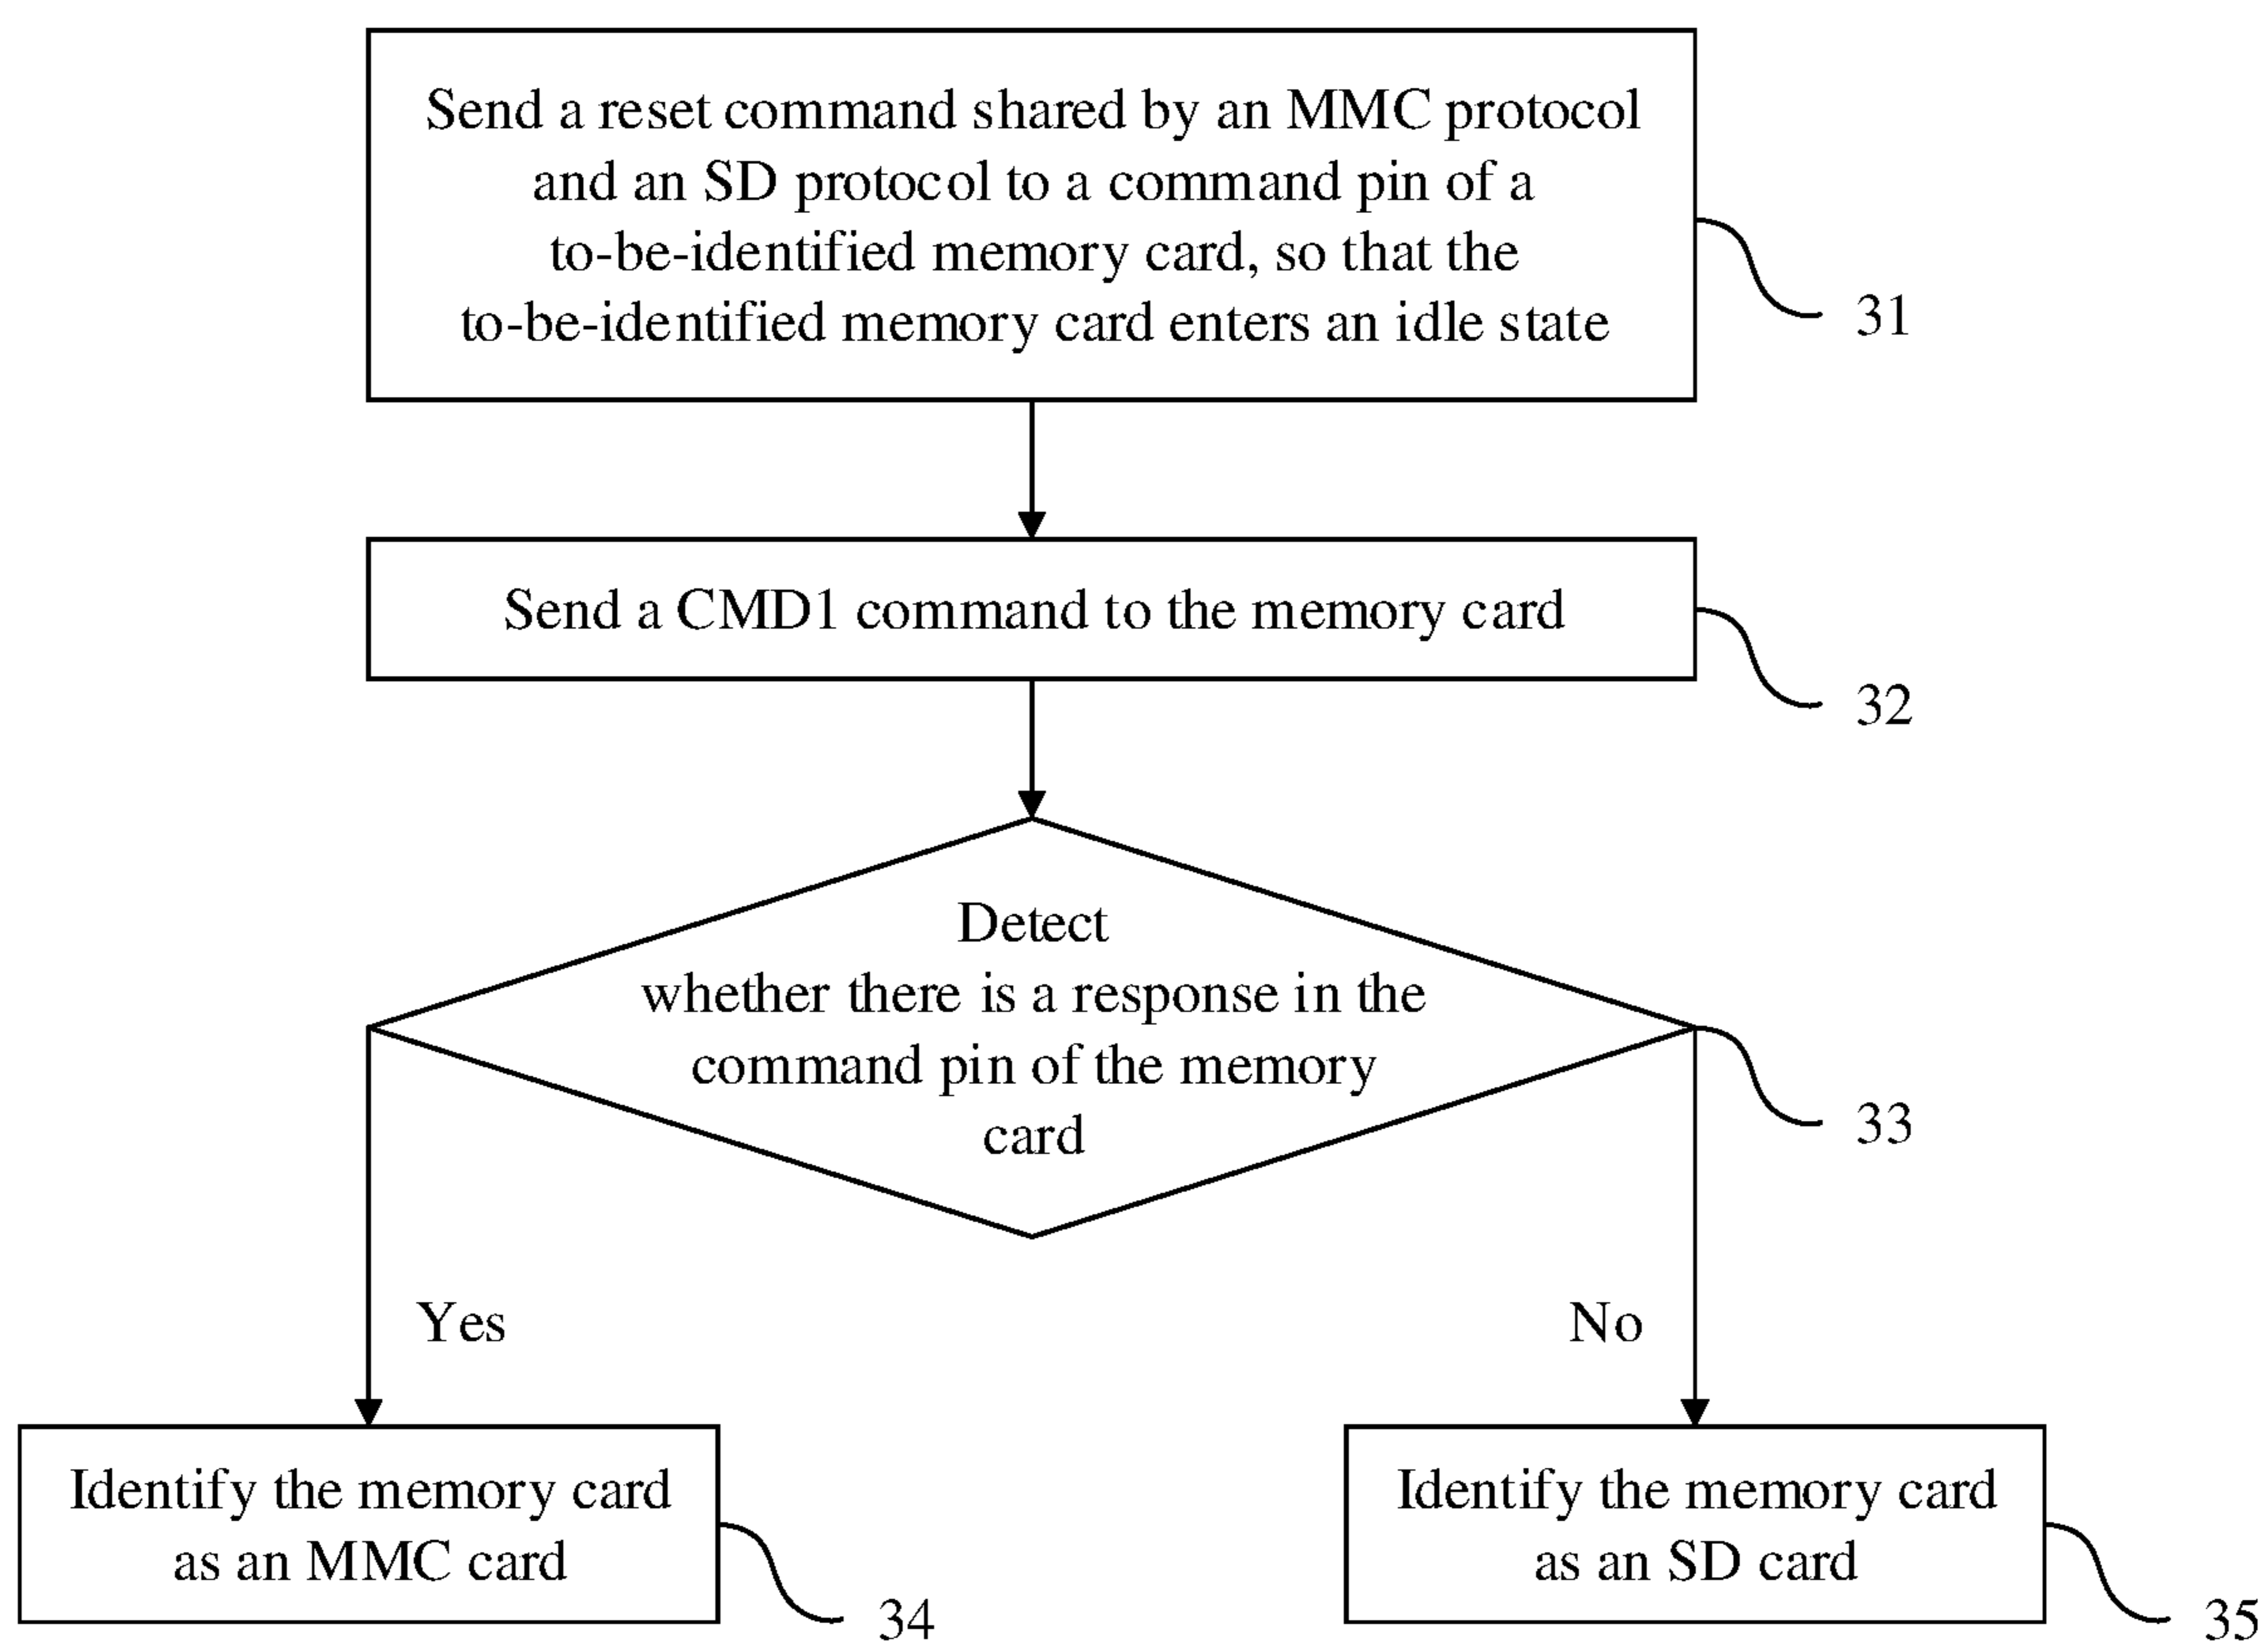 Send a reset command shared by an MMC protocol
and an SD protocol to a command pin of a
to-be-identified memory card, so that the
to-be-identified memory card enters an idle state
31
Send a CMD1 command to the memory card
32
Detect
whether there is a response in the
command pin of the memory
card
33
Yes
No
Identify the memory card
as an MMC card
34
Identify the memory card
as an SD card
35